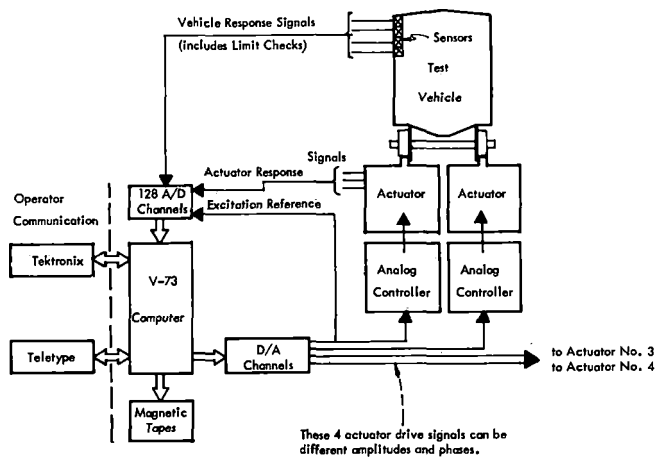 Vehicle Response Signals
(includes Limit Checks)
Sensors
Test
Vehicle
Signals
Actuator Response
128 A/D
Channels
Excitation Reference
Actuator
Actuator
Operator
Communication
Tektronix
V-73
Computer
Analog
Controller
Analog
Controller
Teletype
D/A
Channels
to Actuator No. 3
to Actuator No. 4
Magnetic
Tapes
These 4 actuator drive signals can be
different amplitudes and phases.